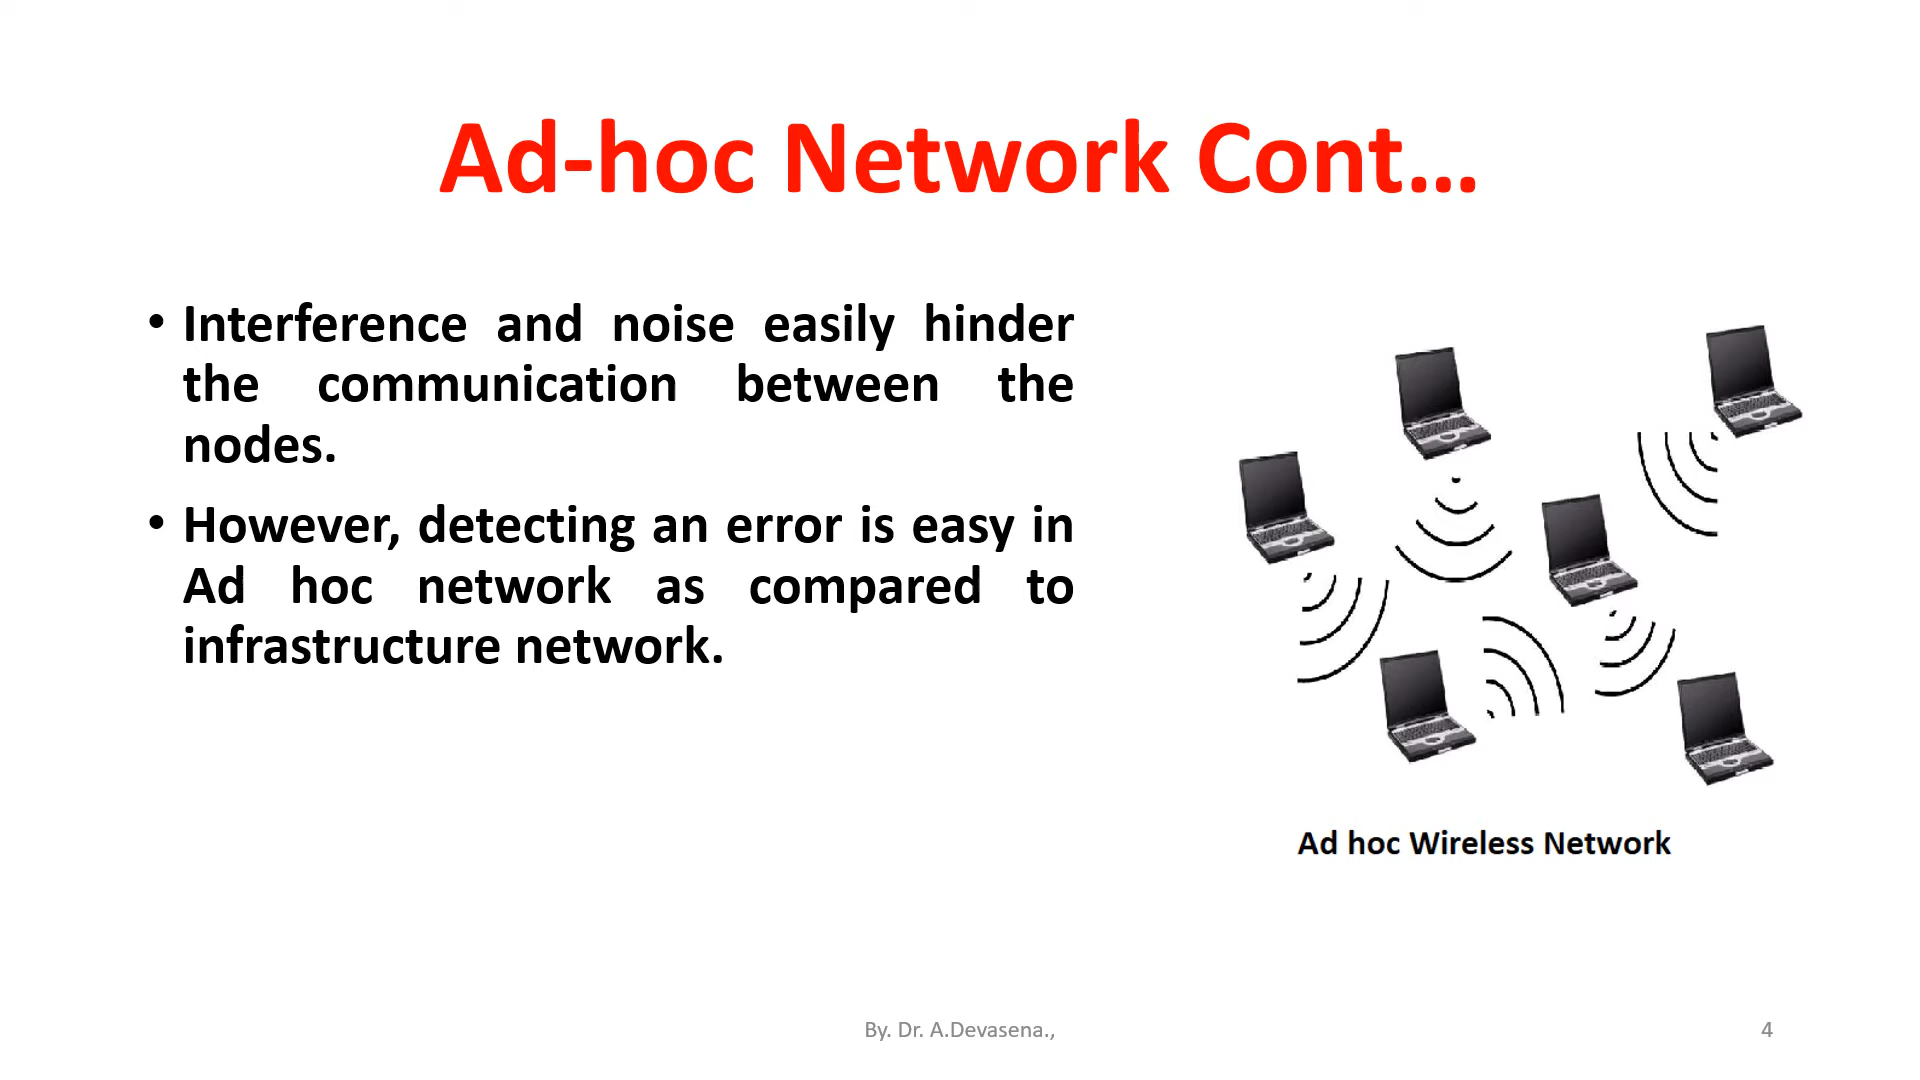 Ad-hoc Network Cont...
• Interference and noise easily hinder
the communication between the
nodes.
• However, detecting an error is easy in
Ad hoc network as compared to
infrastructure network.
Ad hoc Wireless Network
By. Dr. A.Devasena.,
4